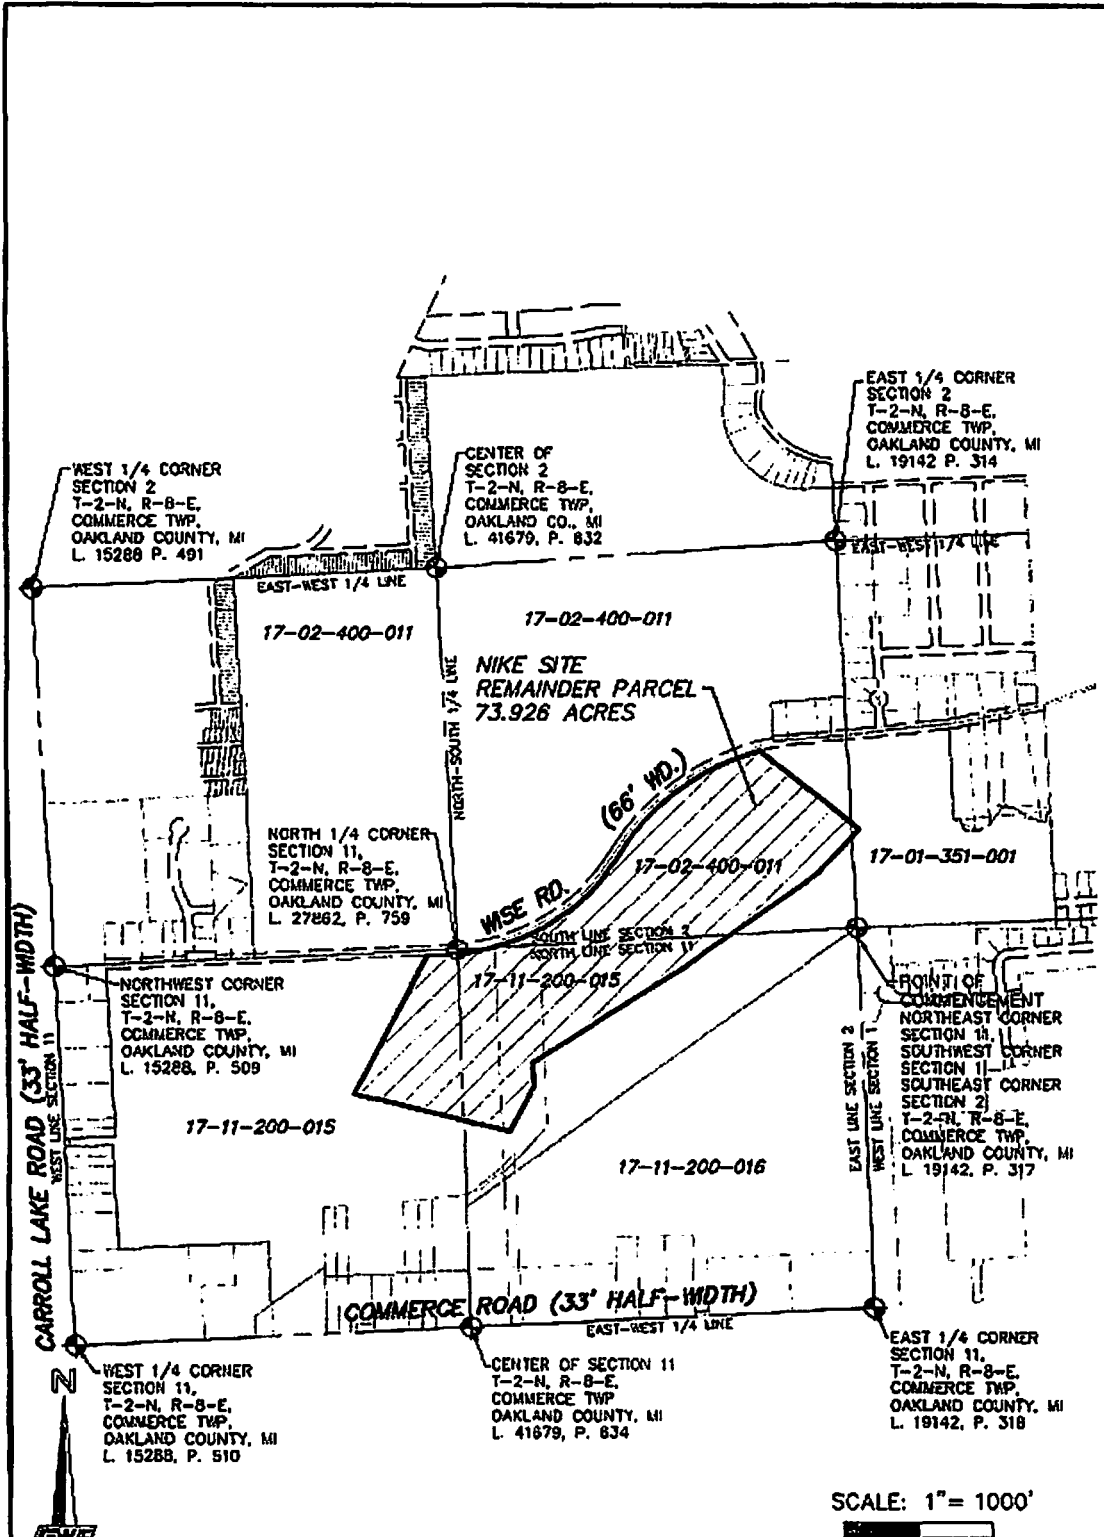 EAST 1/4 CORNER
SECTION 2
T-2-N, R-8-E,
COMMERCE TWP,
OAKLAND COUNTY, MI
L. 19142 P. 314
WEST 1/4 CORNER
SECTION 2
T-2-N, R-8-E,
COMMERCE TWP,
OAKLAND COUNTY, MI
L. 15288 P. 491
CENTER OF
SECTION 2
T-2-N, R-8-E,
COMMERCE TWP,
OAKLAND CO., MI
L. 41679, P. 632
EAST-WEST 1/4 LINE
EAST-WEST 1/4 LINE
17-02-400-011
17-02-400-011
NIKE SITE
REMAINDER PARCEL
73.926 ACRES
NORTH-SOUTH 1/4 LINE
(66' WD.)
WISE RD.
NORTH 1/4 CORNER
SECTION 11,
T-2-N, R-8-E,
COMMERCE TWP,
OAKLAND COUNTY, MI
L. 27862, P. 759
17-02-400-011
17-01-351-001
SOUTH LINE SECTION 2
NORTH LINE SECTION 11
17-11-200-015
CARROLL LAKE ROAD (33' HALF-WIDTH)
WEST LINE SECTION 11
NORTHWEST CORNER
SECTION 11,
T-2-N, R-8-E,
COMMERCE TWP,
OAKLAND COUNTY, MI
L. 15288, P. 509
POINT OF
COMMENCEMENT
NORTHEAST CORNER
SECTION 11,
SOUTHWEST CORNER
SECTION 1
SOUTHEAST CORNER
SECTION 2
T-2-N, R-8-E,
COMMERCE TWP,
OAKLAND COUNTY, MI
L. 19142, P. 317
EAST LINE SECTION 2
WEST LINE SECTION 1
17-11-200-015
17-11-200-016
COMMERCE ROAD (33' HALF-WIDTH)
EAST-WEST 1/4 LINE
WEST 1/4 CORNER
SECTION 11,
T-2-N, R-8-E,
COMMERCE TWP,
OAKLAND COUNTY, MI
L. 15288, P. 510
CENTER OF SECTION 11
T-2-N, R-8-E,
COMMERCE TWP
OAKLAND COUNTY, MI
L. 41679, P. 634
EAST 1/4 CORNER
SECTION 11,
T-2-N, R-8-E,
COMMERCE TWP,
OAKLAND COUNTY, MI
L. 19142, P. 318
N
SCALE: 1"= 1000'